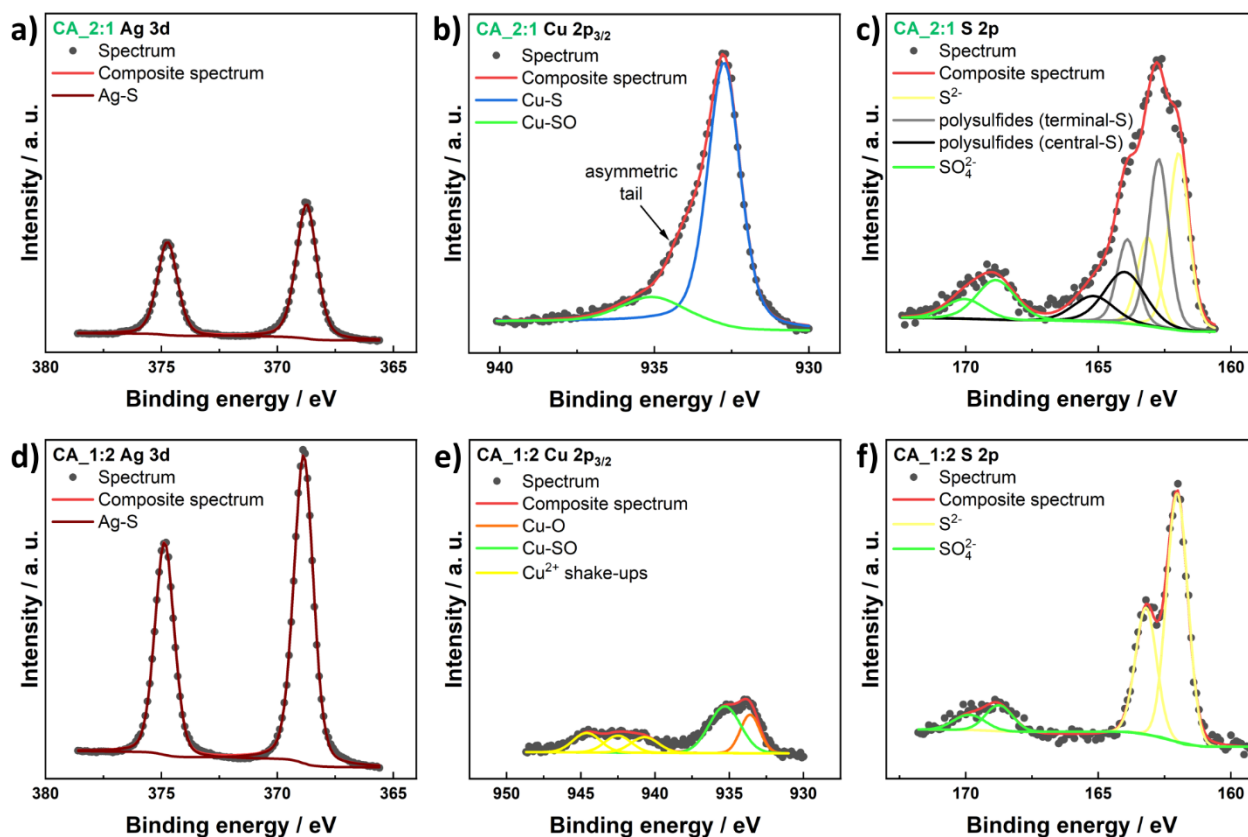 a) CA_2:1 Ag 3d
Spectrum
Composite spectrum
Ag-S
Intensity / a. u.
380 375 370 365
Binding energy / eV
b) CA_2:1 Cu 2p3/2
Spectrum
Composite spectrum
Cu-S
Cu-SO
asymmetric
tail
Intensity / a. u.
940 935 930
Binding energy / eV
c) CA_2:1 S 2p
Spectrum
Composite spectrum
S2-
polysulfides (terminal-S)
polysulfides (central-S)
SO42-
Intensity / a. u.
170 165 160
Binding energy / eV
d) CA_1:2 Ag 3d
Spectrum
Composite spectrum
Ag-S
Intensity / a. u.
380 375 370 365
Binding energy / eV
e) CA_1:2 Cu 2p3/2
Spectrum
Composite spectrum
Cu-O
Cu-SO
Cu2+ shake-ups
Intensity / a. u.
950 945 940 935 930
Binding energy / eV
f) CA_1:2 S 2p
Spectrum
Composite spectrum
S2-
SO42-
Intensity / a. u.
170 165 160
Binding energy / eV